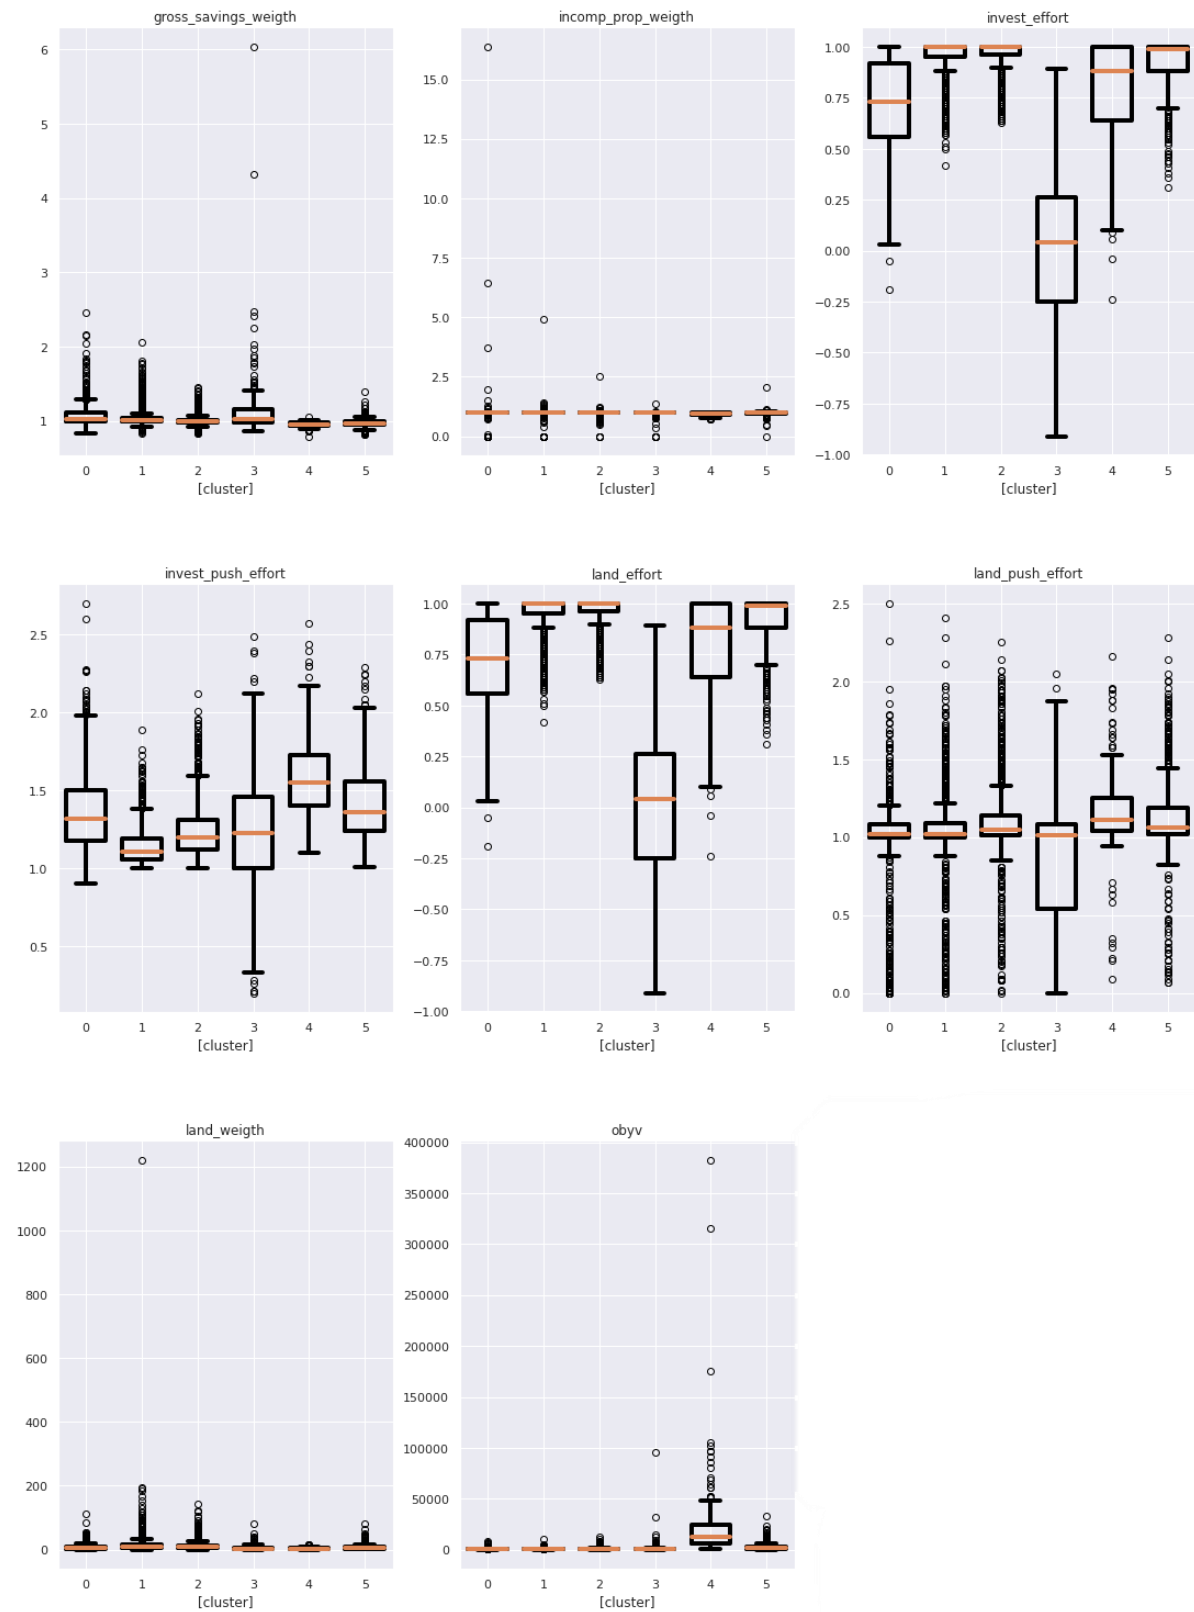 gross_savings_weigth
6
5
4
3
2
1
0 1 2 3 4 5
[cluster]
incomp_prop_weigth
15.0
12.5
10.0
7.5
5.0
2.5
0.0
0 1 2 3 4 5
[cluster]
invest_effort
1.00
0.75
0.50
0.25
0.00
−0.25
−0.50
−0.75
−1.00
0 1 2 3 4 5
[cluster]
invest_push_effort
2.5
2.0
1.5
1.0
0.5
0 1 2 3 4 5
[cluster]
land_effort
1.00
0.75
0.50
0.25
0.00
−0.25
−0.50
−0.75
−1.00
0 1 2 3 4 5
[cluster]
land_push_effort
2.5
2.0
1.5
1.0
0.5
0.0
0 1 2 3 4 5
[cluster]
land_weigth
1200
1000
800
600
400
200
0
0 1 2 3 4 5
[cluster]
obyv
400000
350000
300000
250000
200000
150000
100000
50000
0
0 1 2 3 4 5
[cluster]